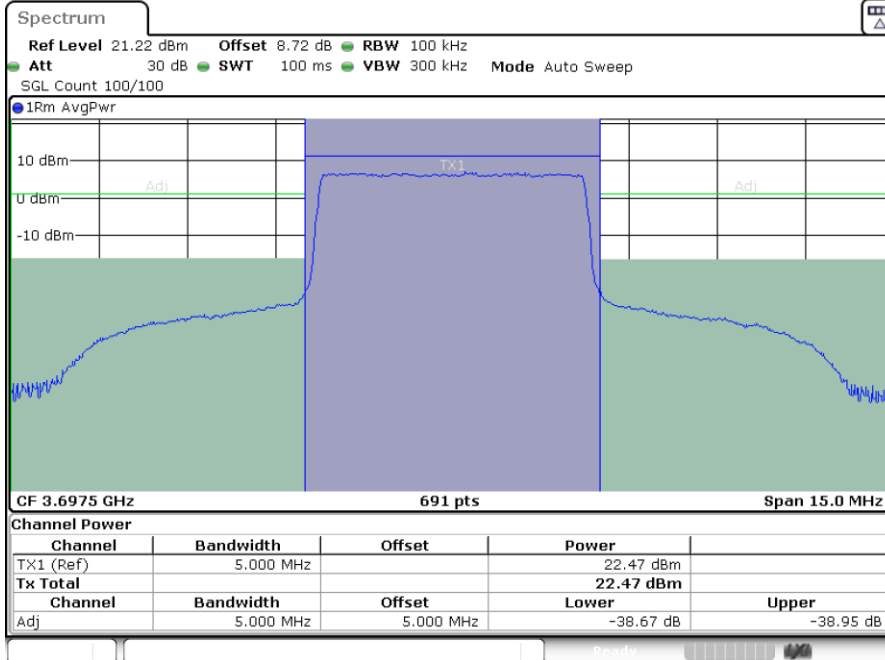 Spectrum
Ref Level 21.22 dBm Offset 8.72 dB RBW 100 kHz
Att 30 dB SWT 100 ms VBW 300 kHz Mode Auto Sweep
SGL Count 100/100
1Rm AvgPwr
10 dBm
TX1
Adj Adj
0 dBm
-10 dBm
CF 3.6975 GHz 691 pts Span 15.0 MHz
Channel Power
Channel Bandwidth Offset Power
TX1 (Ref) 5.000 MHz 22.47 dBm
Tx Total 22.47 dBm
Channel Bandwidth Offset Lower Upper
Adj 5.000 MHz 5.000 MHz -38.67 dB -38.95 dB
Ready